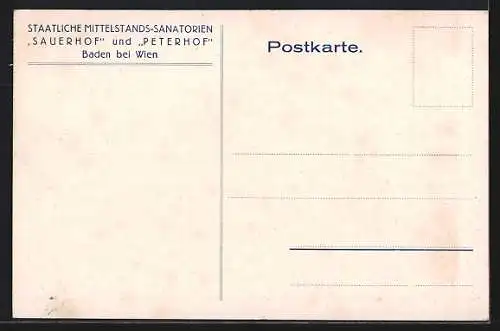 STAATLICHE MITTELSTANDS-SANATORIEN
„SAUERHOF“ und „PETERHOF“
Baden bei Wien
Postkarte.